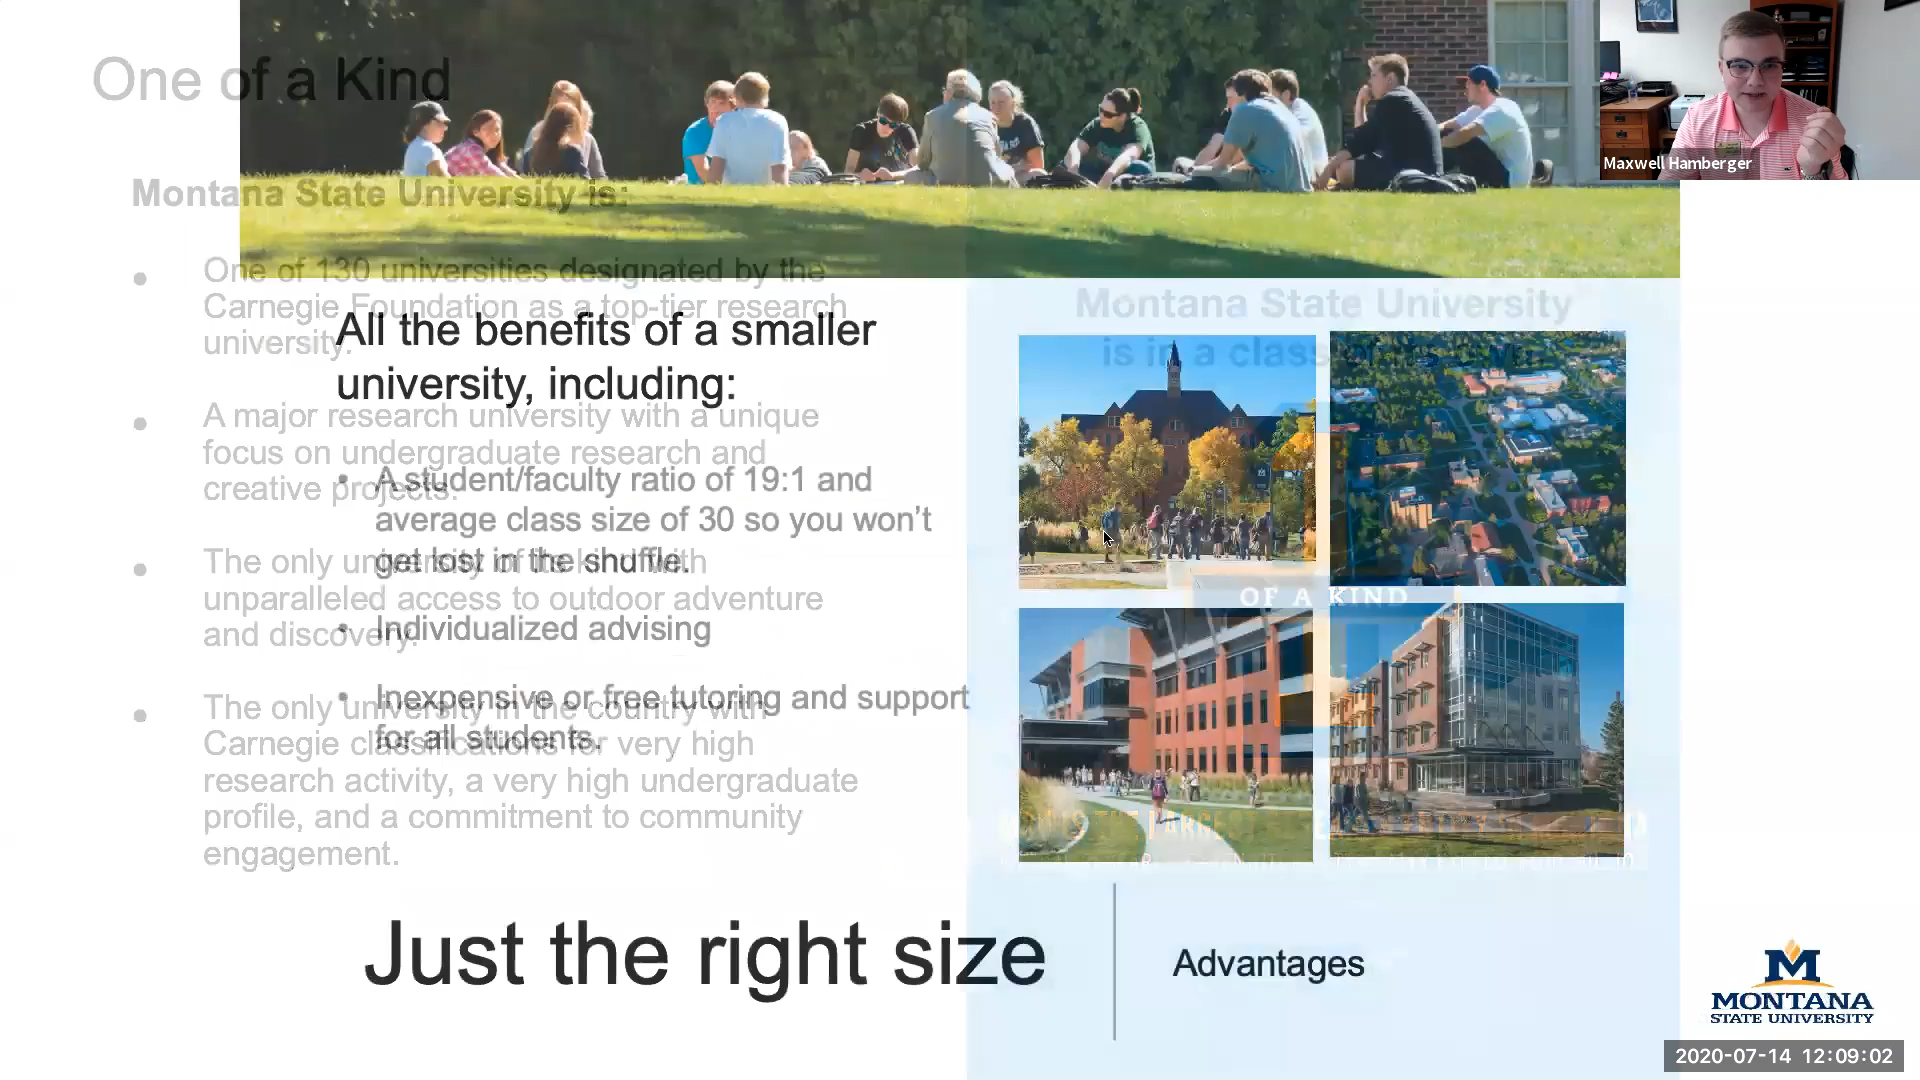 One of a Kind
Maxwell Hamberger
Montana State University is:
• One of 130 universities designated by the
Carnegie Foundation as a top-tier research
university.
• A major research university with a unique
focus on undergraduate research and
creative projects.
• The only university of its kind with
unparalleled access to outdoor adventure
and discovery.
• The only university in the country with
Carnegie classifications for very high
research activity, a very high undergraduate
profile, and a commitment to community
engagement.
All the benefits of a smaller
university, including:
• A student/faculty ratio of 19:1 and
average class size of 30 so you won't
get lost in the shuffle.
• Individualized advising
• Inexpensive or free tutoring and support
for all students.
Montana State University
is in a class of its own.
OF A KIND
Just the right size
Advantages
M
MONTANA
STATE UNIVERSITY
2020-07-14 12:09:02